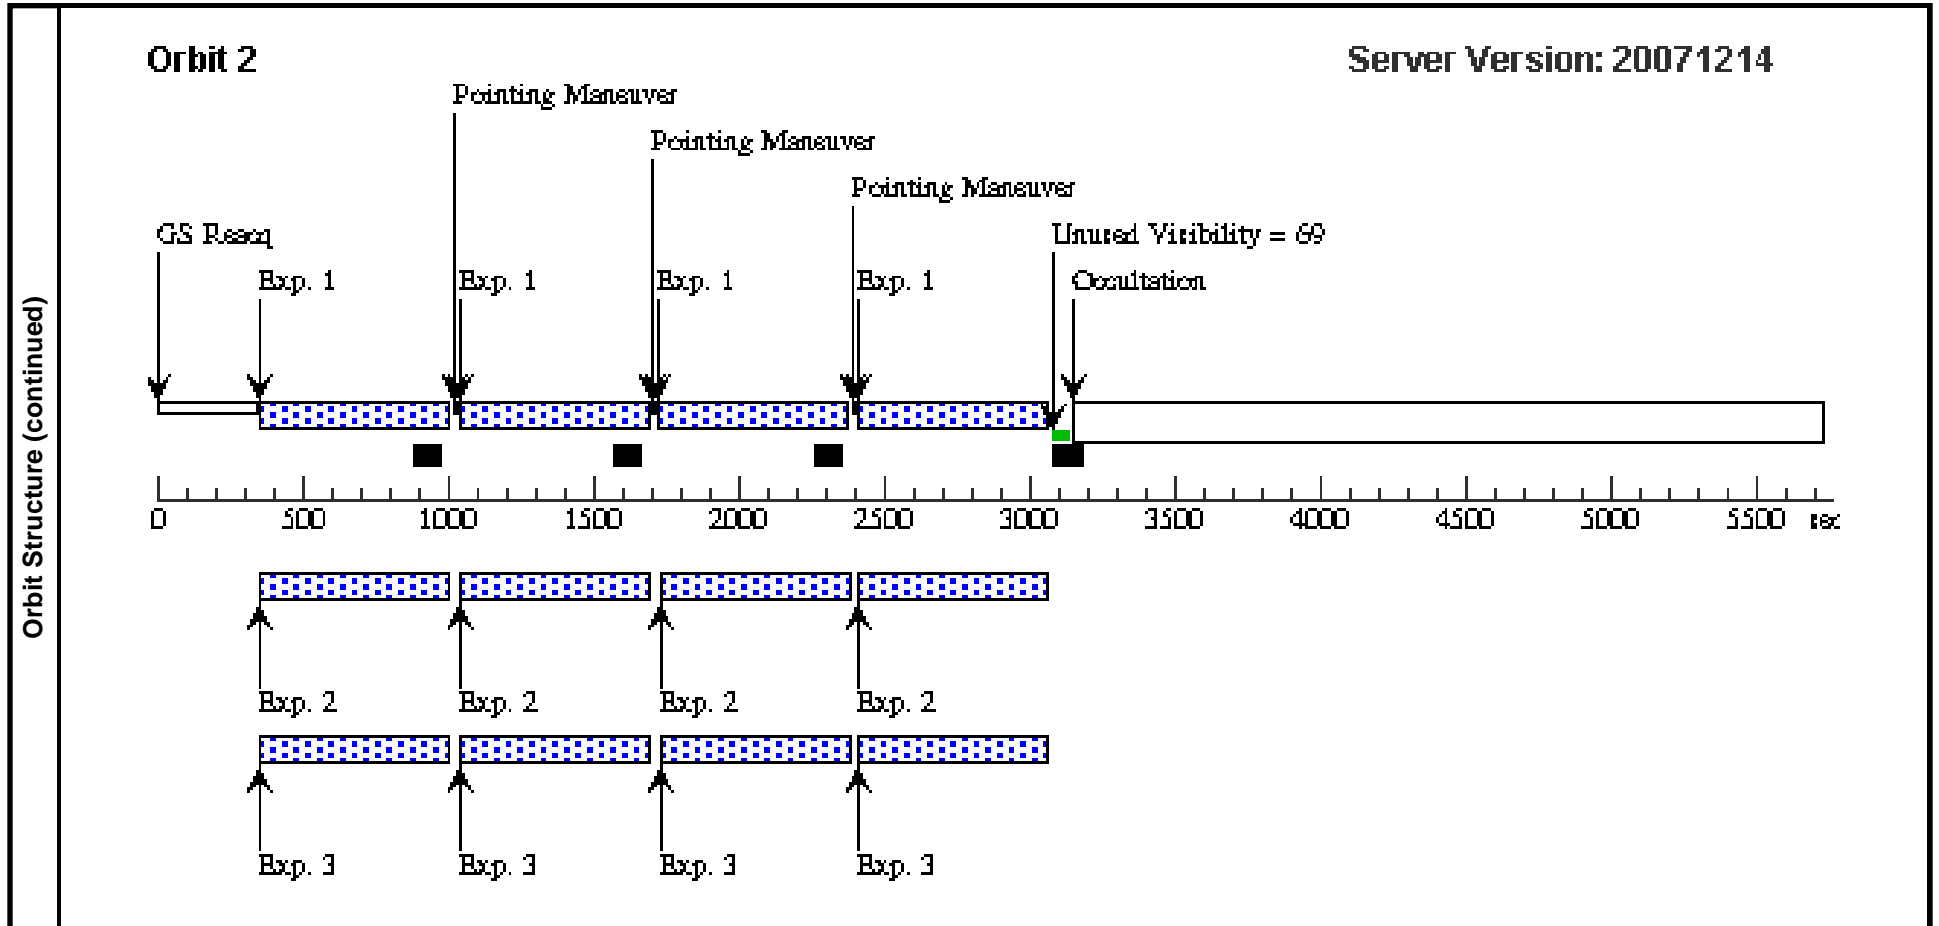 Orbit 2
Server Version: 20071214
Pointing Maneuver
Pointing Maneuver
Pointing Maneuver
GS Reacq
Unused Visibility = 69
Exp. 1
Exp. 1
Exp. 1
Exp. 1
Occultation
Orbit Structure (continued)
0 500 1000 1500 2000 2500 3000 3500 4000 4500 5000 5500 sec
Exp. 2
Exp. 2
Exp. 2
Exp. 2
Exp. 3
Exp. 3
Exp. 3
Exp. 3